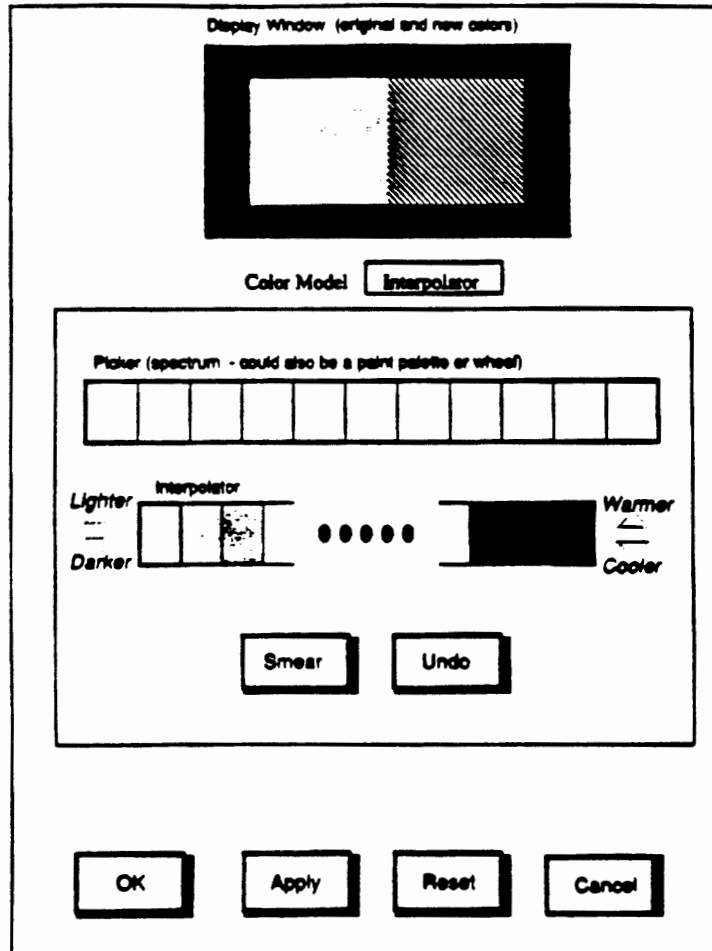 Display Window (original and new colors)
Color Model Interpolator
Picker (spectrum - could also be a paint palette or wheel)
Interpolator
Lighter
Warmer
Darker
Cooler
Smear Undo
OK Apply Reset Cancel